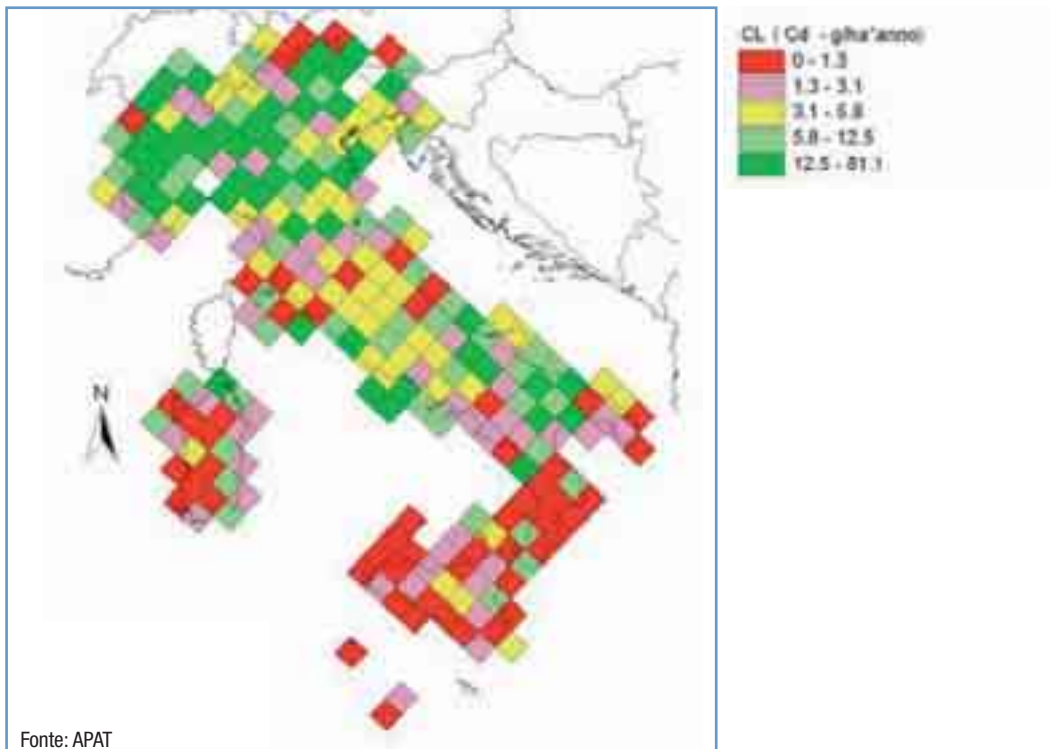 CL ( Cd - g/ha*anno)
0 - 1.3
1.3 - 3.1
3.1 - 5.8
5.8 - 12.5
12.5 - 81.1
N
Fonte: APAT